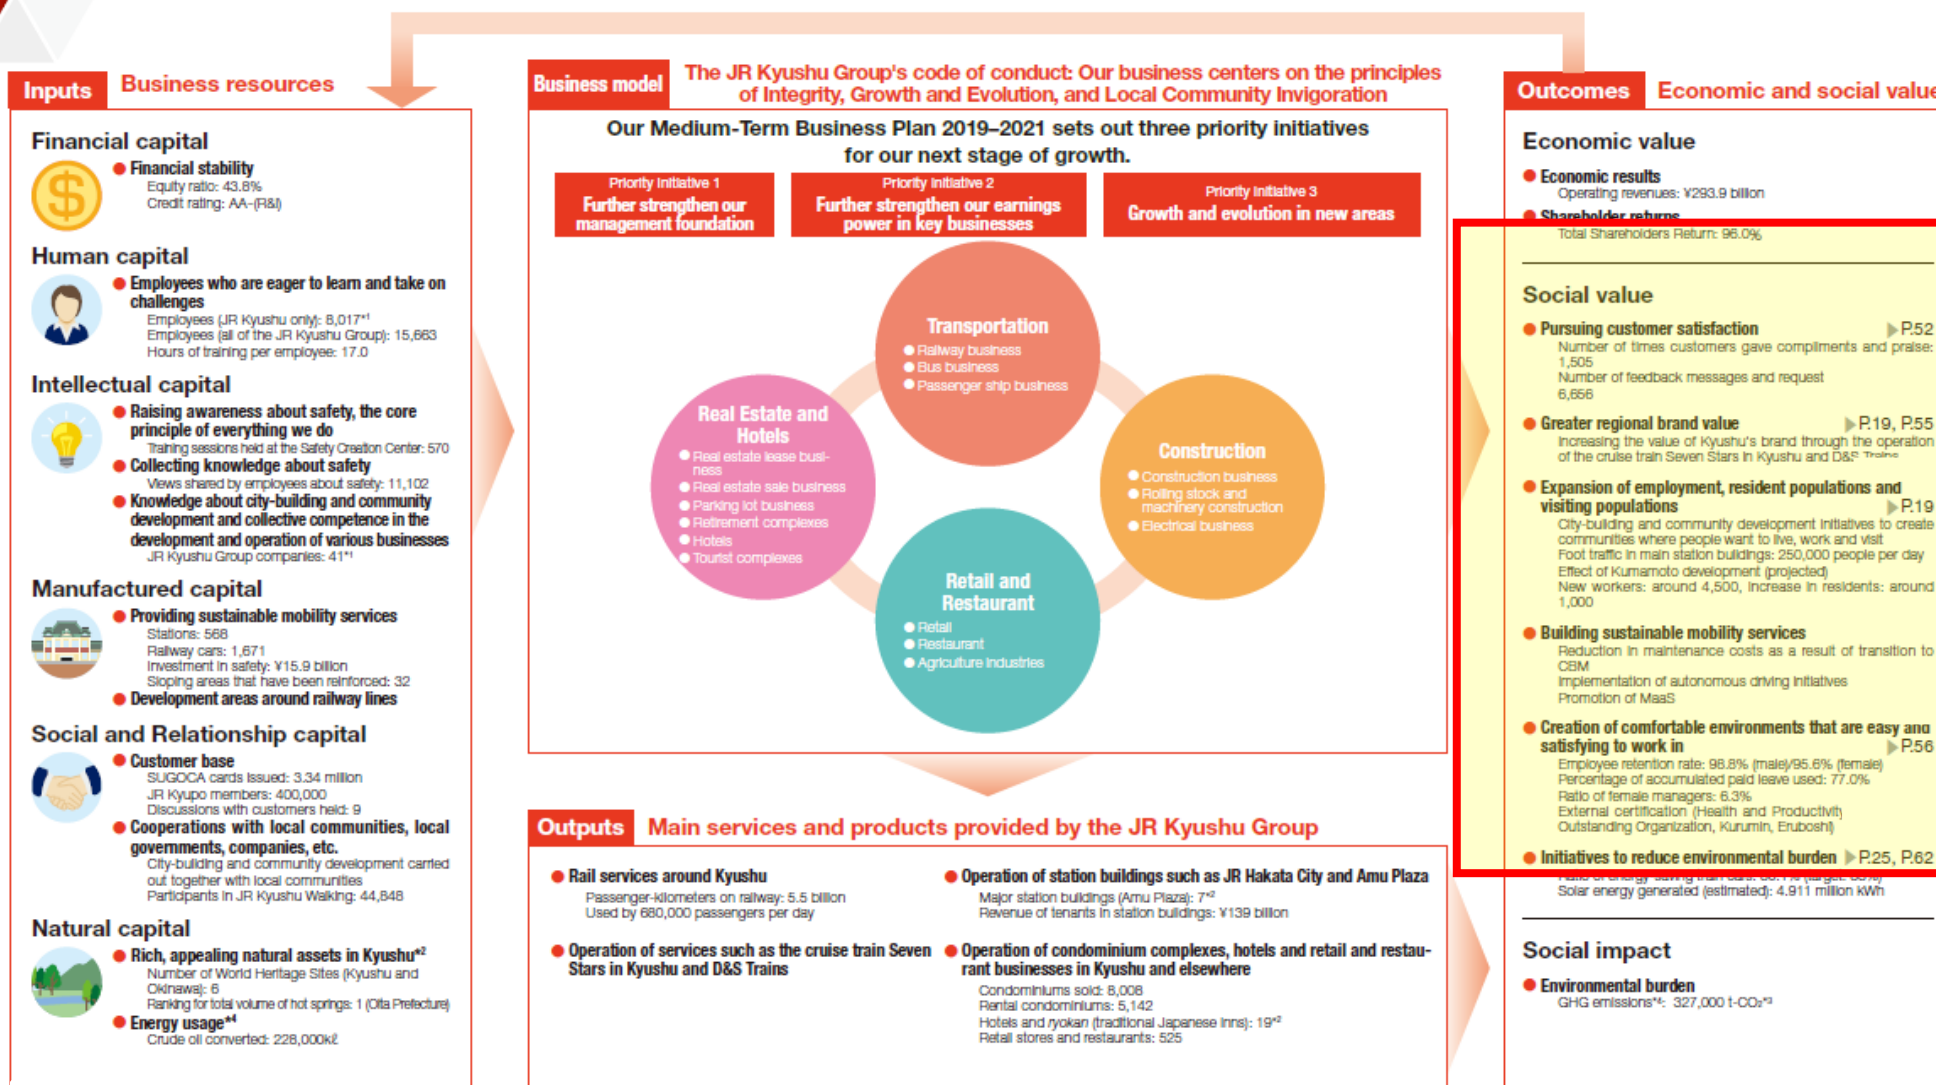 Inputs
Business resources
Financial capital
● Financial stability
Equity ratio: 43.8%
Credit rating: AA–(R&I)
Human capital
● Employees who are eager to learn and take on
challenges
Employees (JR Kyushu only): 8,017*1
Employees (all of the JR Kyushu Group): 15,663
Hours of training per employee: 17.0
Intellectual capital
● Raising awareness about safety, the core
principle of everything we do
Training sessions held at the Safety Creation Center: 570
● Collecting knowledge about safety
Views shared by employees about safety: 11,102
● Knowledge about city-building and community
development and collective competence in the
development and operation of various businesses
JR Kyushu Group companies: 41*1
Manufactured capital
● Providing sustainable mobility services
Stations: 568
Railway cars: 1,671
Investment in safety: ¥15.9 billion
Sloping areas that have been reinforced: 32
● Development areas around railway lines
Social and Relationship capital
● Customer base
SUGOCA cards issued: 3.34 million
JR Kyupo members: 400,000
Discussions with customers held: 9
● Cooperations with local communities, local
governments, companies, etc.
City-building and community development carried
out together with local communities
Participants in JR Kyushu Walking: 44,848
Natural capital
● Rich, appealing natural assets in Kyushu*2
Number of World Heritage Sites (Kyushu and
Okinawa): 6
Ranking for total volume of hot springs: 1 (Oita Prefecture)
● Energy usage*4
Crude oil converted: 228,000kℓ
Business model
The JR Kyushu Group's code of conduct: Our business centers on the principles
of Integrity, Growth and Evolution, and Local Community Invigoration
Our Medium-Term Business Plan 2019–2021 sets out three priority initiatives
for our next stage of growth.
Priority Initiative 1
Further strengthen our
management foundation
Priority Initiative 2
Further strengthen our earnings
power in key businesses
Priority Initiative 3
Growth and evolution in new areas
Transportation
● Railway business
● Bus business
● Passenger ship business
Real Estate and
Hotels
● Real estate lease busi-
ness
● Real estate sale business
● Parking lot business
● Retirement complexes
● Hotels
● Tourist complexes
Construction
● Construction business
● Rolling stock and
machinery construction
● Electrical business
Retail and
Restaurant
● Retail
● Restaurant
● Agriculture Industries
Outputs
Main services and products provided by the JR Kyushu Group
● Rail services around Kyushu
Passenger-kilometers on railway: 5.5 billion
Used by 680,000 passengers per day
● Operation of services such as the cruise train Seven
Stars in Kyushu and D&S Trains
● Operation of station buildings such as JR Hakata City and Amu Plaza
Major station buildings (Amu Plaza): 7*2
Revenue of tenants in station buildings: ¥139 billion
● Operation of condominium complexes, hotels and retail and restau-
rant businesses in Kyushu and elsewhere
Condominiums sold: 8,008
Rental condominiums: 5,142
Hotels and ryokan (traditional Japanese inns): 19*2
Retail stores and restaurants: 525
Outcomes
Economic and social value
Economic value
● Economic results
Operating revenues: ¥293.9 billion
● Shareholder returns
Total Shareholders Return: 96.0%
Social value
● Pursuing customer satisfaction ▶P.52
Number of times customers gave compliments and praise:
1,505
Number of feedback messages and request
6,656
● Greater regional brand value ▶P.19, P.55
Increasing the value of Kyushu's brand through the operation
of the cruise train Seven Stars in Kyushu and D&S Trains
● Expansion of employment, resident populations and
visiting populations ▶P.19
City-building and community development initiatives to create
communities where people want to live, work and visit
Foot traffic in main station buildings: 250,000 people per day
Effect of Kumamoto development (projected)
New workers: around 4,500, increase in residents: around
1,000
● Building sustainable mobility services
Reduction in maintenance costs as a result of transition to
CBM
Implementation of autonomous driving initiatives
Promotion of MaaS
● Creation of comfortable environments that are easy and
satisfying to work in ▶P.56
Employee retention rate: 98.8% (male)/95.6% (female)
Percentage of accumulated paid leave used: 77.0%
Ratio of female managers: 6.3%
External certification (Health and Productivity
Outstanding Organization, Kurumin, Eruboshi)
● Initiatives to reduce environmental burden ▶P.25, P.62
Solar energy generated (estimated): 4.911 million kWh
Social impact
● Environmental burden
GHG emissions*4: 327,000 t-CO₂*3